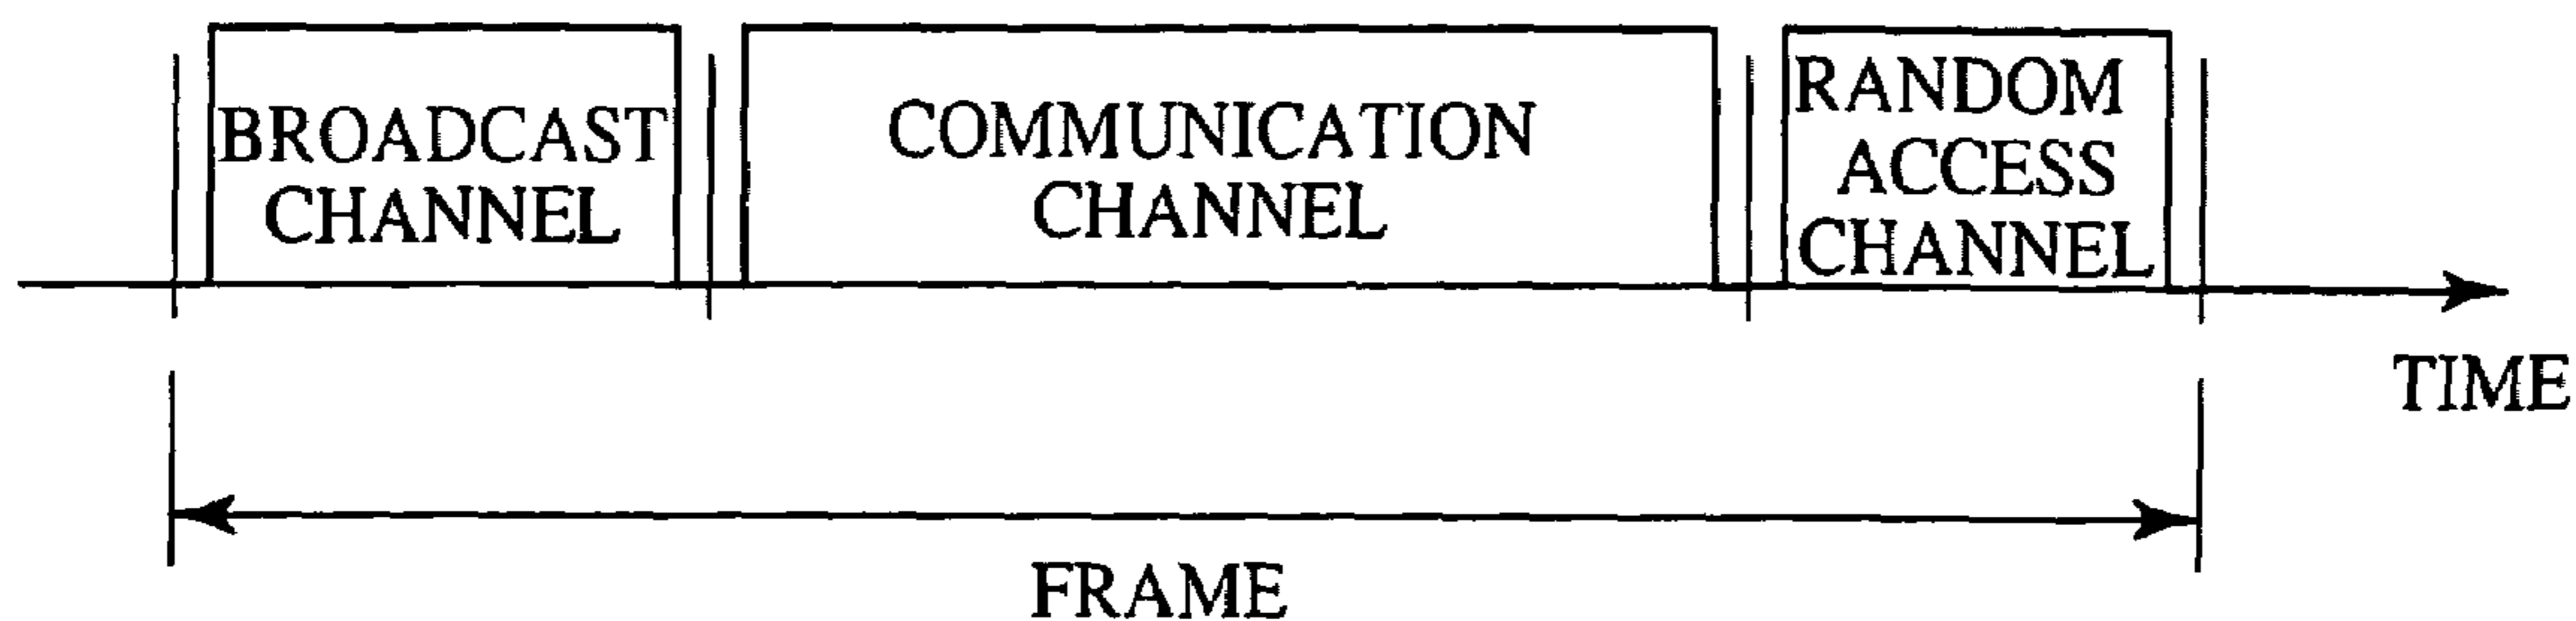 BROADCAST
CHANNEL
COMMUNICATION
CHANNEL
RANDOM
ACCESS
CHANNEL
TIME
FRAME